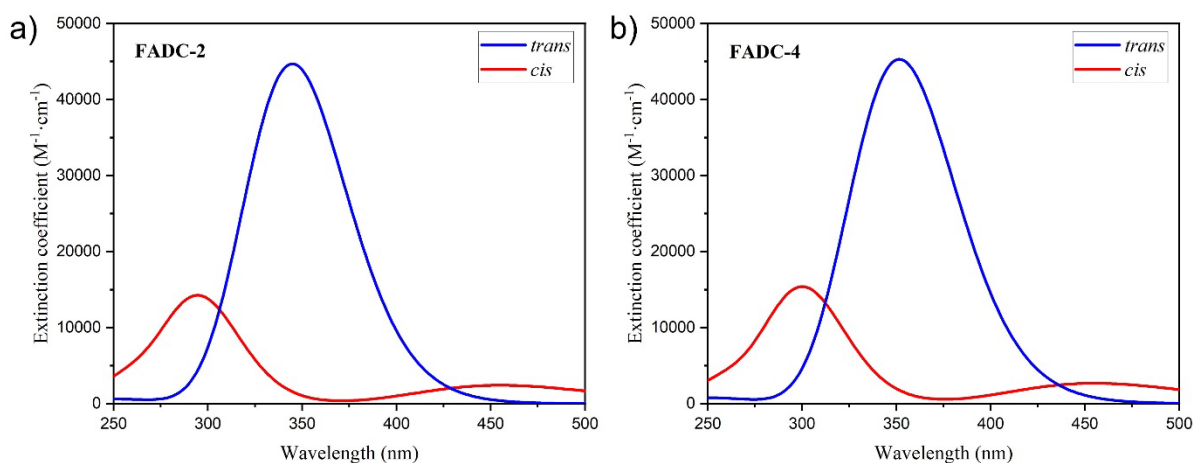 a)
FADC-2
trans
cis
50000
40000
30000
20000
10000
0
Extinction coefficient (M⁻¹·cm⁻¹)
250 300 350 400 450 500
Wavelength (nm)
b)
FADC-4
trans
cis
50000
40000
30000
20000
10000
0
Extinction coefficient (M⁻¹·cm⁻¹)
250 300 350 400 450 500
Wavelength (nm)